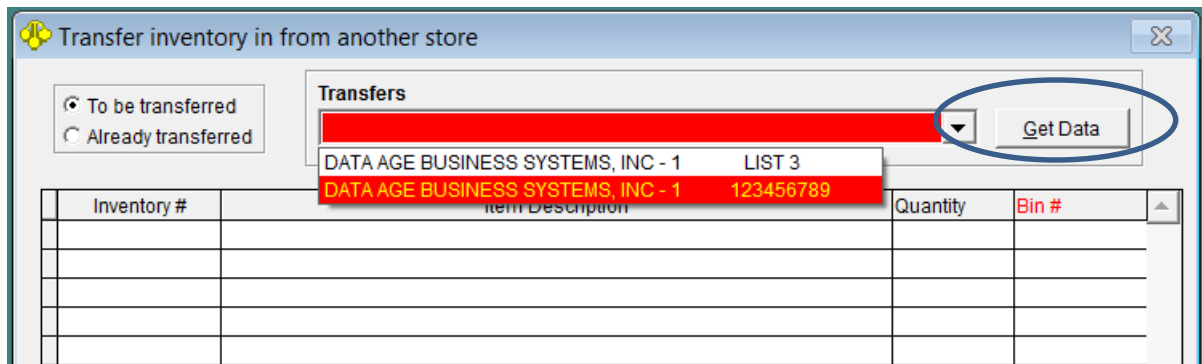 Transfer inventory in from another store
To be transferred
Already transferred
Transfers
Get Data
DATA AGE BUSINESS SYSTEMS, INC - 1 LIST 3
DATA AGE BUSINESS SYSTEMS, INC - 1 123456789
Inventory # Item Description Quantity Bin #